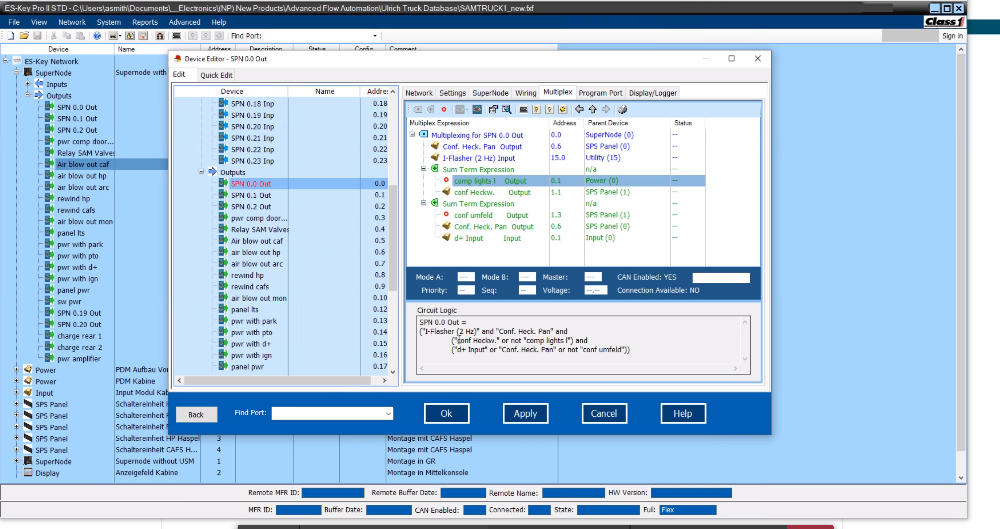 ES-Key Pro II STD - C:\Users\asmith\Documents\__Electronics\(NP) New Products\Advanced Flow Automation\Ulrich Truck Database\SAMTRUCK1_new.fxf
File View Network System Reports Advanced Help
Class1
Find Port:
Sign in
Device Name Address Description Status Config Comment
ES-Key Network
SuperNode Supernode with
Inputs
Outputs
SPN 0.0 Out
SPN 0.1 Out
SPN 0.2 Out
pwr comp door...
Relay SAM Valves
Air blow out caf
air blow out hp
air blow out arc
rewind hp
rewind cafs
air blow out mon
panel lts
pwr with park
pwr with pto
pwr with d+
pwr with ign
panel pwr
sw pwr
SPN 0.19 Out
SPN 0.20 Out
charge rear 1
charge rear 2
pwr amplifier
Power PDM Aufbau Vor
Power PDM Kabine
Input Input Modul Kab
SPS Panel Schaltereinheit
SPS Panel Schaltereinheit
SPS Panel Schaltereinheit
SPS Panel Schaltereinheit HP Haspel 3 Montage mit CAFS Haspel
SPS Panel Schaltereinheit CAFS H... 4 Montage mit CAFS Haspel
SuperNode Supernode without USM 1 Montage in GR
Display Anzeigefeld Kabine 2 Montage in Mittelkonsole
Device Editor - SPN 0.0 Out
Edit Quick Edit
Device Name Addre
SPN 0.18 Inp 0.18
SPN 0.19 Inp 0.19
SPN 0.20 Inp 0.20
SPN 0.21 Inp 0.21
SPN 0.22 Inp 0.22
SPN 0.23 Inp 0.23
Outputs
SPN 0.0 Out 0.0
SPN 0.1 Out 0.1
SPN 0.2 Out 0.2
pwr comp door... 0.3
Relay SAM Valves 0.4
Air blow out caf 0.5
air blow out hp 0.6
air blow out arc 0.7
rewind hp 0.8
rewind cafs 0.9
air blow out mon 0.10
panel lts 0.12
pwr with park 0.13
pwr with pto 0.14
pwr with d+ 0.15
pwr with ign 0.16
panel pwr 0.17
Network Settings SuperNode Wiring Multiplex Program Port Display/Logger
Multiplex Expression Address Parent Device Status
Multiplexing for SPN 0.0 Out 0.0 SuperNode (0) --
Conf. Heck. Pan Output 0.6 SPS Panel (0) --
I-Flasher (2 Hz) Input 15.0 Utility (15) --
Sum Term Expression n/a --
comp lights l Output 0.1 Power (0) --
conf Heckw. Output 1.1 SPS Panel (1) --
Sum Term Expression n/a --
conf umfeld Output 1.3 SPS Panel (1) --
Conf. Heck. Pan Output 0.6 SPS Panel (0) --
d+ Input Input 0.1 Input (0) --
Mode A: --- Mode B: --- Master: --- CAN Enabled: YES
Priority: -- Seq: -- Voltage: --.-- Connection Available: NO
Circuit Logic
SPN 0.0 Out =
("I-Flasher (2 Hz)" and "Conf. Heck. Pan" and
("conf Heckw." or not "comp lights l") and
("d+ Input" or "Conf. Heck. Pan" or not "conf umfeld"))
Back Find Port: Ok Apply Cancel Help
Remote MFR ID: Remote Buffer Date: Remote Name: HW Version:
MFR ID: Buffer Date: CAN Enabled: Connected: State: Full: Flex